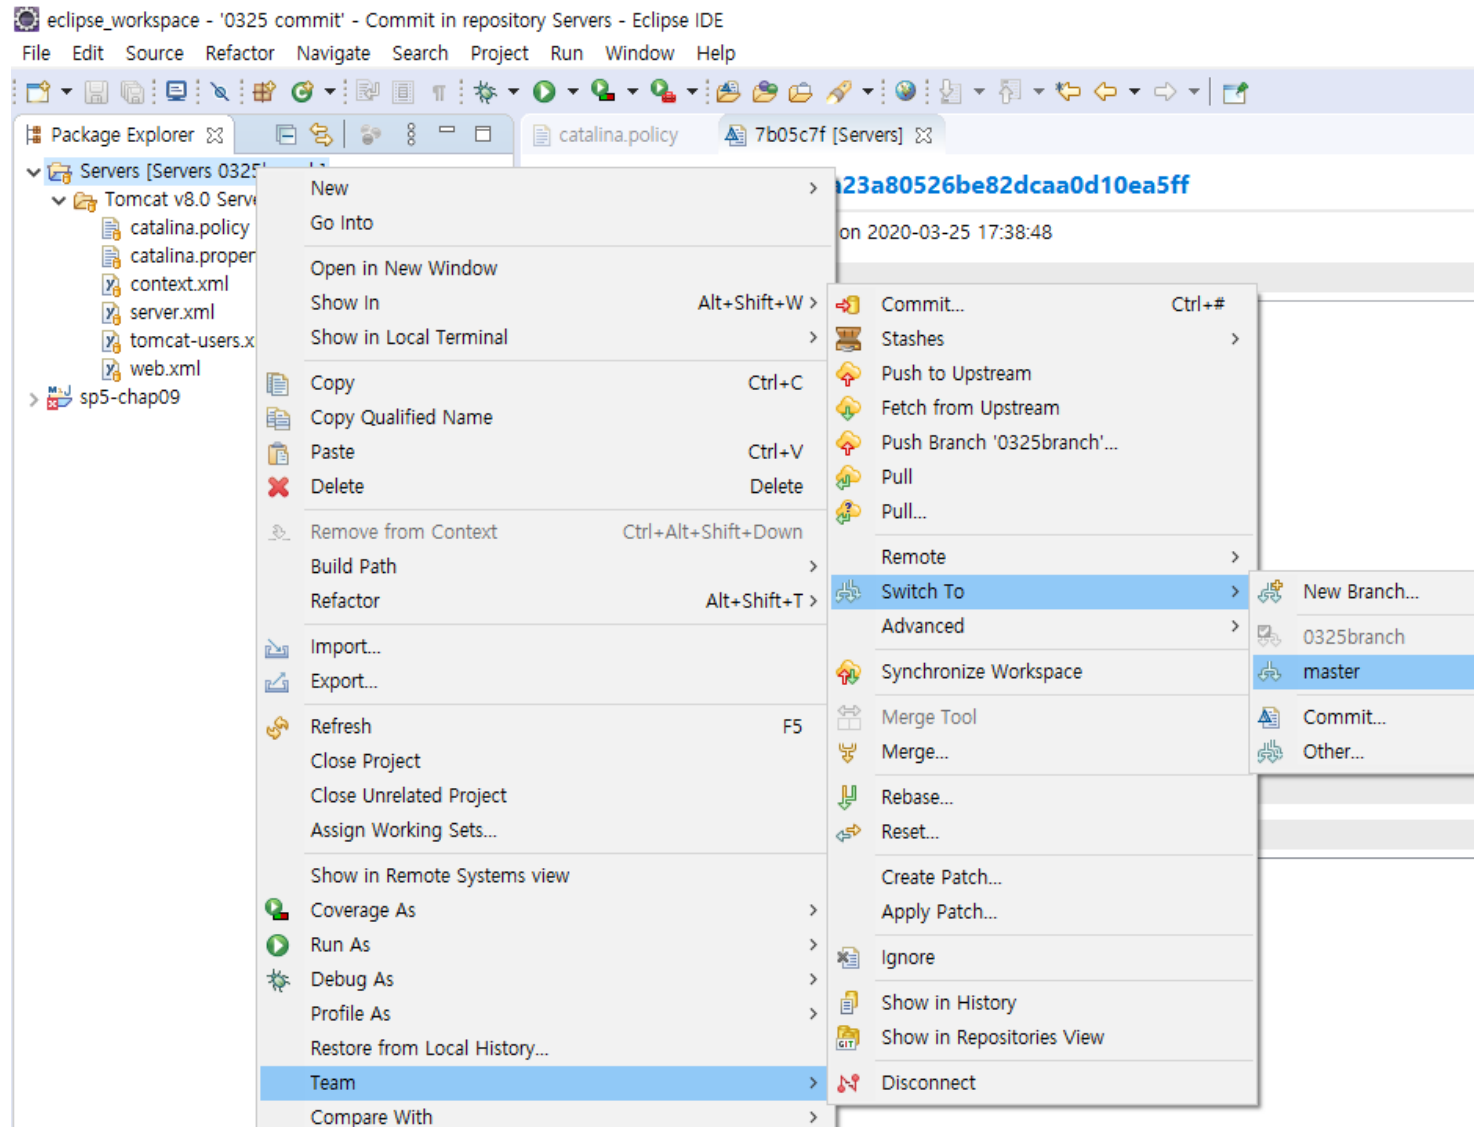 eclipse_workspace - '0325 commit' - Commit in repository Servers - Eclipse IDE
File Edit Source Refactor Navigate Search Project Run Window Help
Package Explorer
catalina.policy
7b05c7f [Servers]
Servers [Servers 0325
Tomcat v8.0 Serve
catalina.policy
catalina.proper
context.xml
server.xml
tomcat-users.x
web.xml
sp5-chap09
a23a80526be82dcaa0d10ea5ff
on 2020-03-25 17:38:48
New
Go Into
Open in New Window
Show In Alt+Shift+W
Show in Local Terminal
Copy Ctrl+C
Copy Qualified Name
Paste Ctrl+V
Delete Delete
Remove from Context Ctrl+Alt+Shift+Down
Build Path
Refactor Alt+Shift+T
Import...
Export...
Refresh F5
Close Project
Close Unrelated Project
Assign Working Sets...
Show in Remote Systems view
Coverage As
Run As
Debug As
Profile As
Restore from Local History...
Team
Compare With
Commit... Ctrl+#
Stashes
Push to Upstream
Fetch from Upstream
Push Branch '0325branch'...
Pull
Pull...
Remote
Switch To
Advanced
Synchronize Workspace
Merge Tool
Merge...
Rebase...
Reset...
Create Patch...
Apply Patch...
Ignore
Show in History
GIT Show in Repositories View
Disconnect
New Branch...
0325branch
master
Commit...
Other...